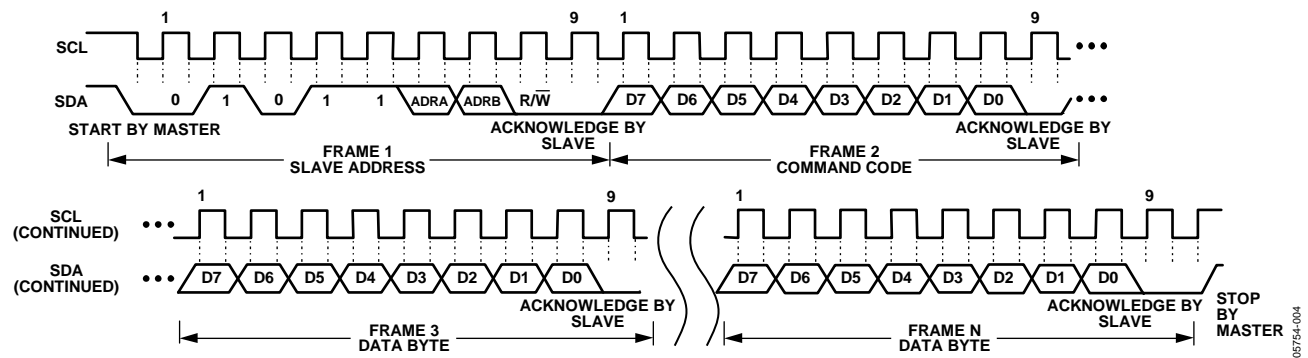 1 9 1 9
SCL
SDA 0 1 0 1 1 ADRA ADRB R/W̅ D7 D6 D5 D4 D3 D2 D1 D0
START BY MASTER ACKNOWLEDGE BY SLAVE ACKNOWLEDGE BY SLAVE
FRAME 1 SLAVE ADDRESS FRAME 2 COMMAND CODE
1 9 1 9
SCL (CONTINUED)
SDA (CONTINUED) D7 D6 D5 D4 D3 D2 D1 D0 D7 D6 D5 D4 D3 D2 D1 D0
ACKNOWLEDGE BY SLAVE ACKNOWLEDGE BY SLAVE STOP BY MASTER
FRAME 3 DATA BYTE FRAME N DATA BYTE
05754-004